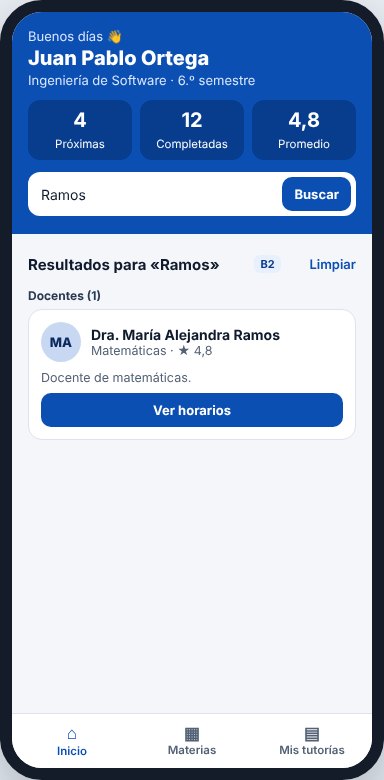 Buenos días 👋
Juan Pablo Ortega
Ingeniería de Software · 6.º semestre
4
Próximas
12
Completadas
4,8
Promedio
Ramos
Buscar
Resultados para «Ramos»
B2
Limpiar
Docentes (1)
MA
Dra. María Alejandra Ramos
Matemáticas · ★ 4,8
Docente de matemáticas.
Ver horarios
Inicio
Materias
Mis tutorías